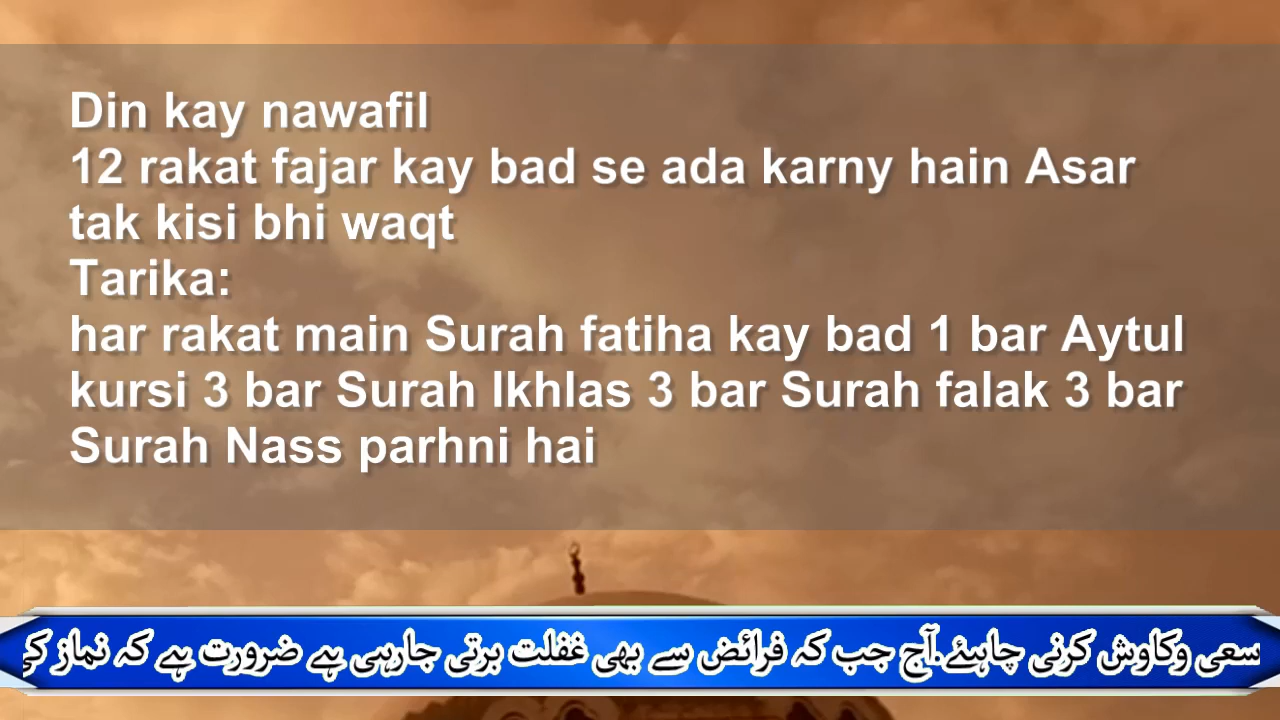 Din kay nawafil
12 rakat fajar kay bad se ada karny hain Asar
tak kisi bhi waqt
Tarika:
har rakat main Surah fatiha kay bad 1 bar Aytul
kursi 3 bar Surah Ikhlas 3 bar Surah falak 3 bar
Surah Nass parhni hai
سعی وکاوش کرنی چاہئے.آج جب کہ فرائض سے بھی غفلت برتی جارہی ہے ضرورت ہے کہ نماز کی